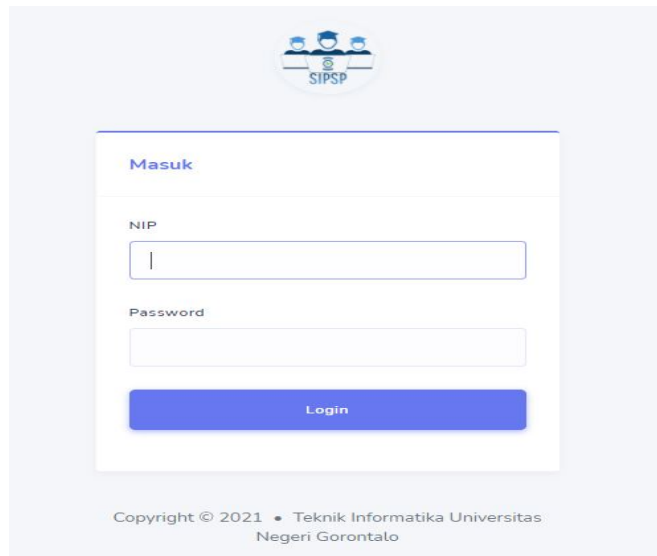 SIPSP
Masuk
NIP
Password
Login
Copyright © 2021 • Teknik Informatika Universitas
Negeri Gorontalo